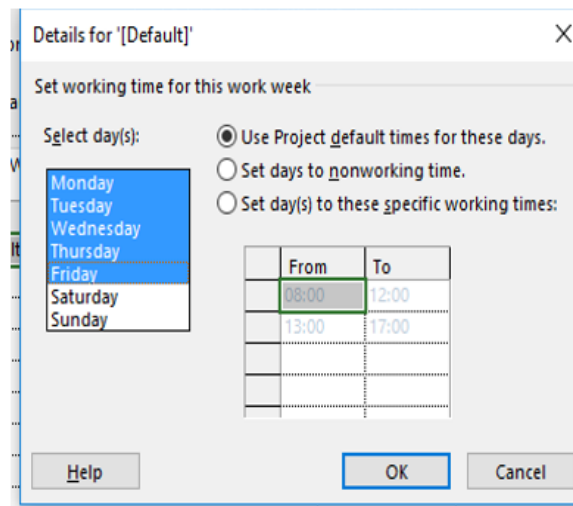 Details for '[Default]'
Set working time for this work week
Select day(s):
Use Project default times for these days.
Set days to nonworking time.
Set day(s) to these specific working times:
Monday
Tuesday
Wednesday
Thursday
Friday
Saturday
Sunday
From To
08:00 12:00
13:00 17:00
Help OK Cancel